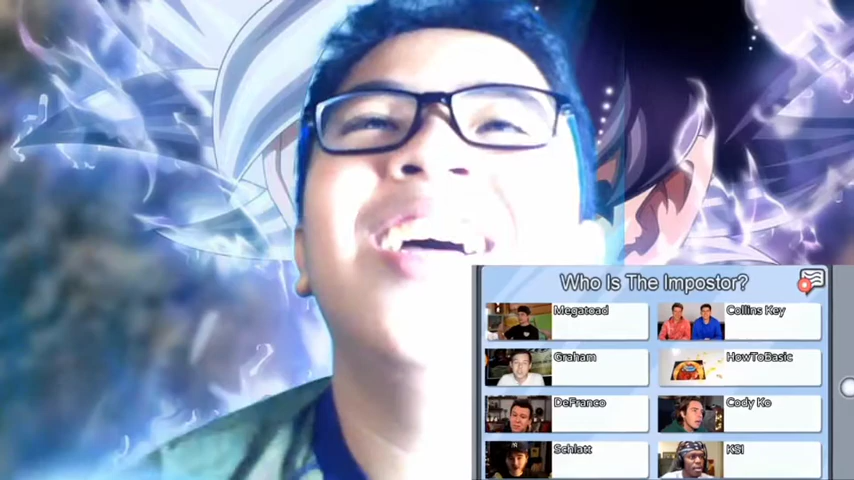 Who Is The Impostor?
Megatoad
Collins Key
Graham
HowToBasic
DeFranco
Cody Ko
Schlatt
KSI